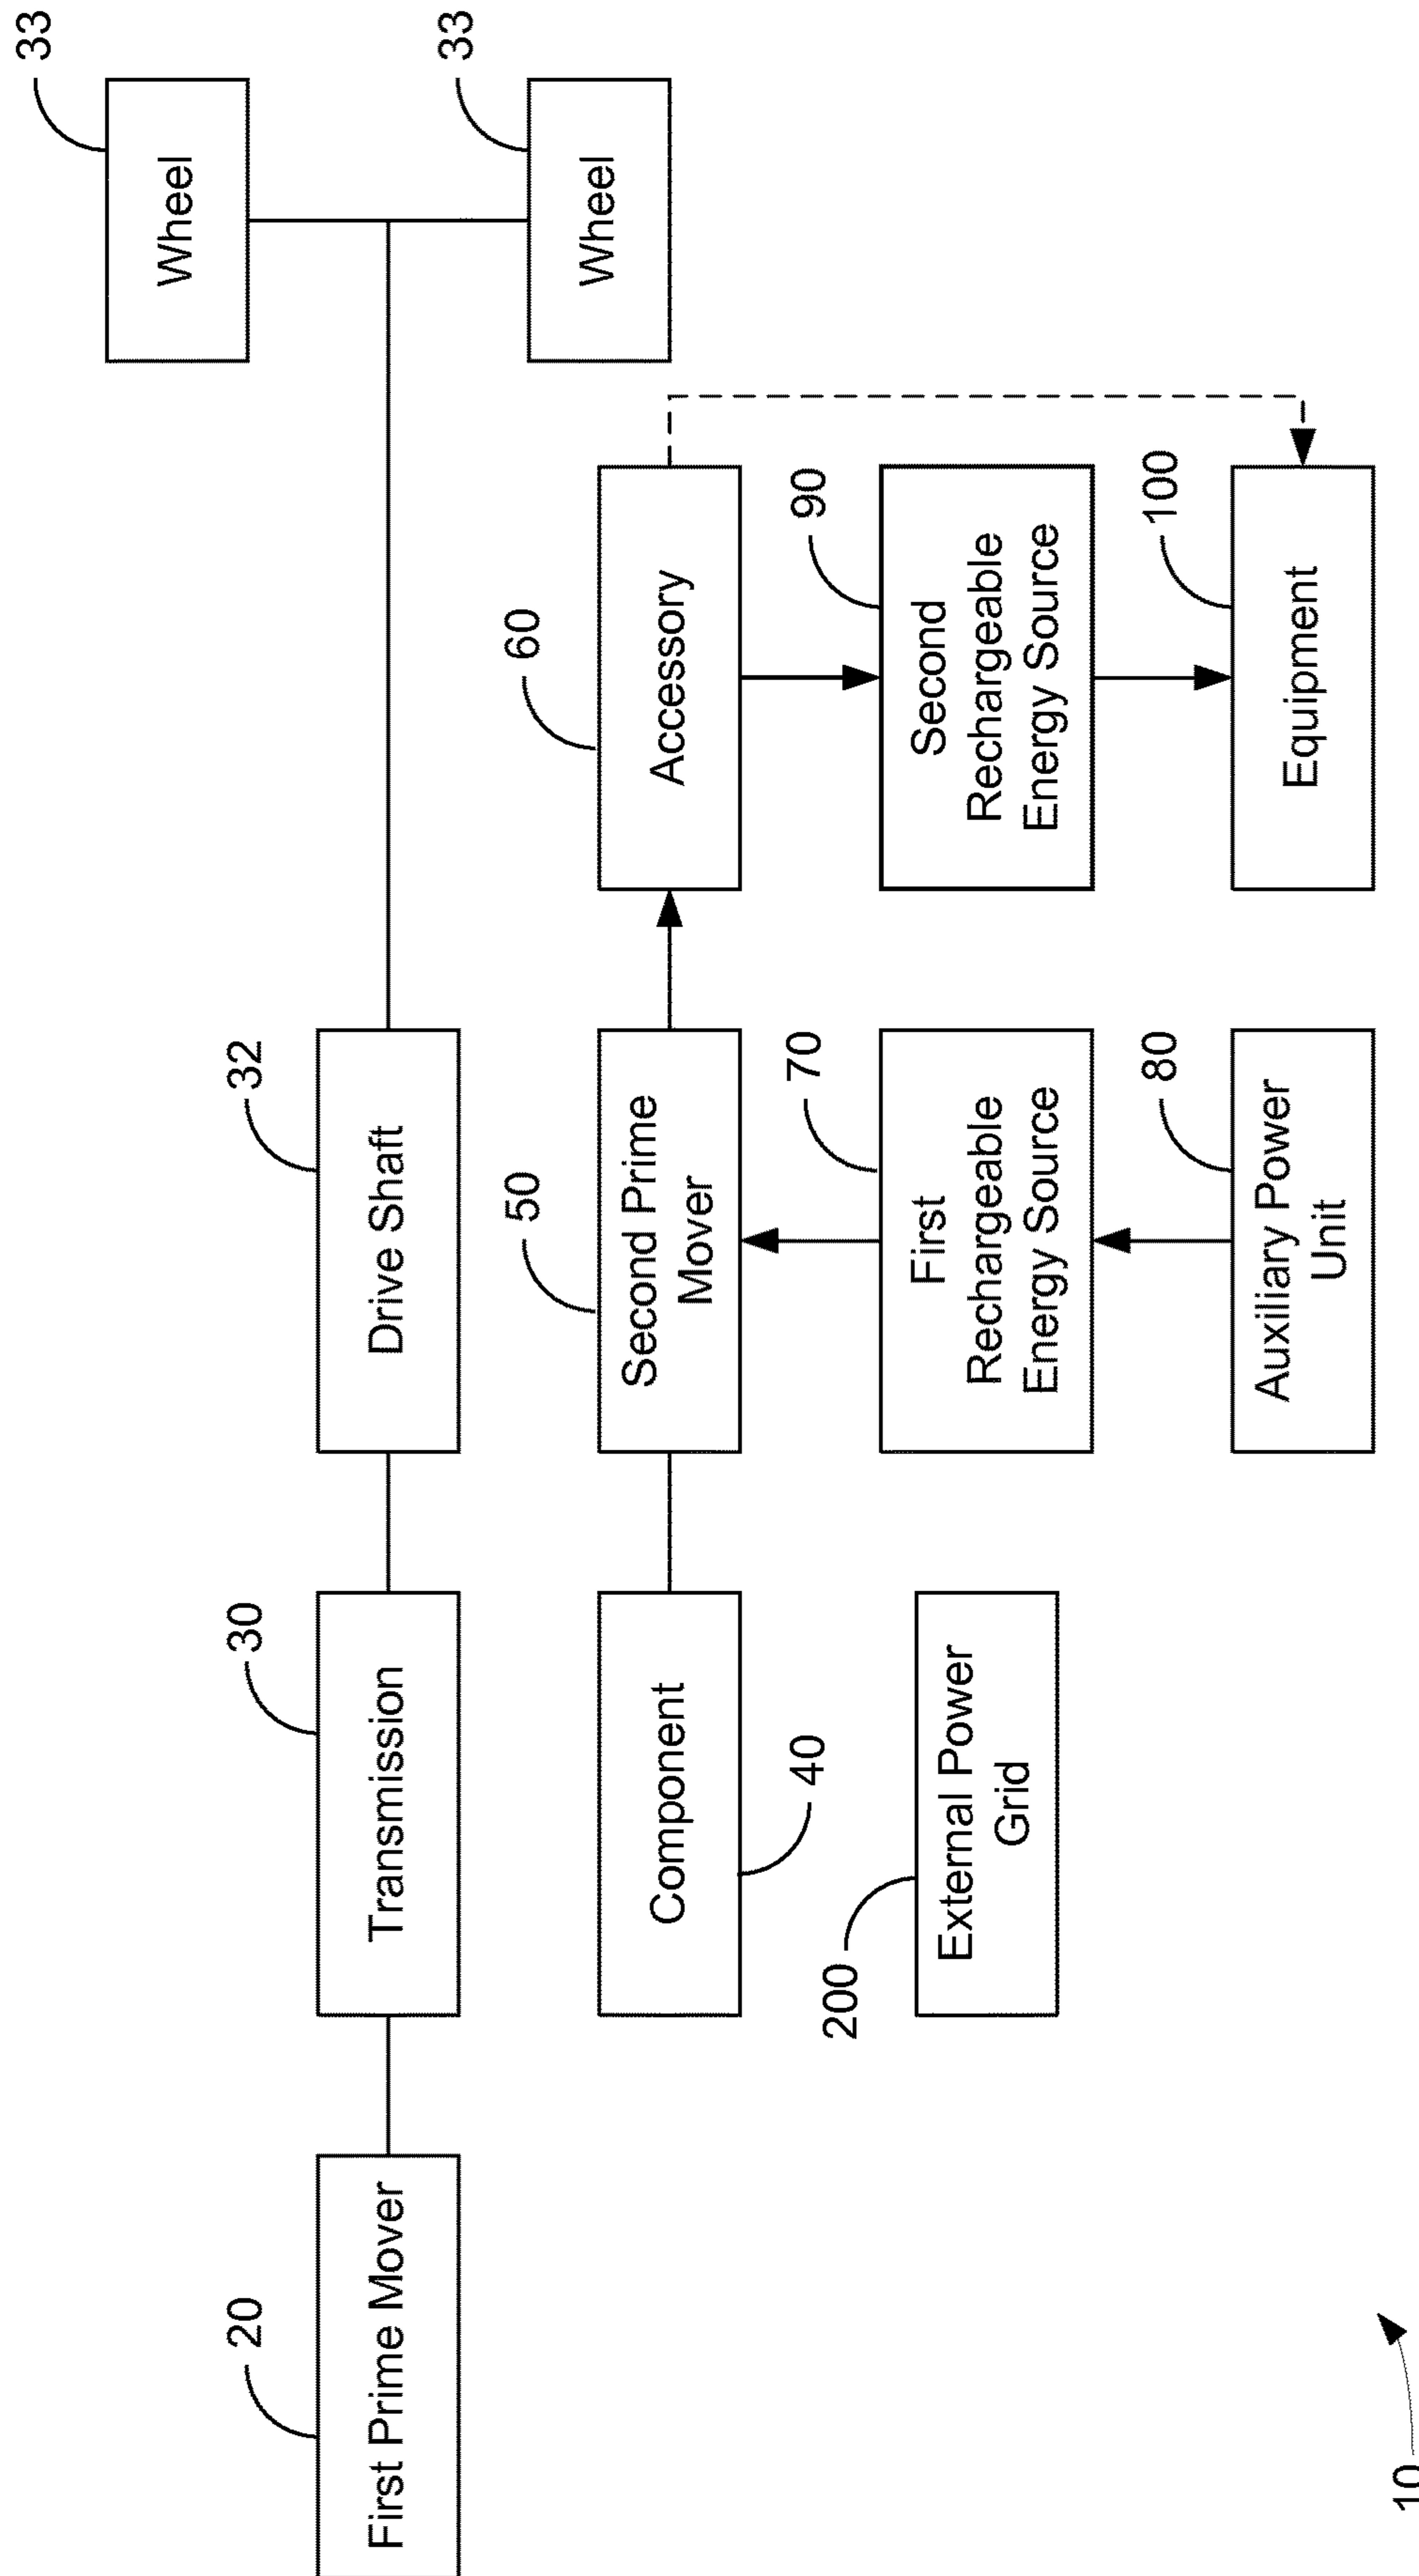 33
Wheel
33
Wheel
20
First Prime Mover
30
Transmission
32
Drive Shaft
Component
40
50
Second Prime
Mover
60
Accessory
200
External Power
Grid
70
First
Rechargeable
Energy Source
90
Second
Rechargeable
Energy Source
80
Auxiliary Power
Unit
100
Equipment
10